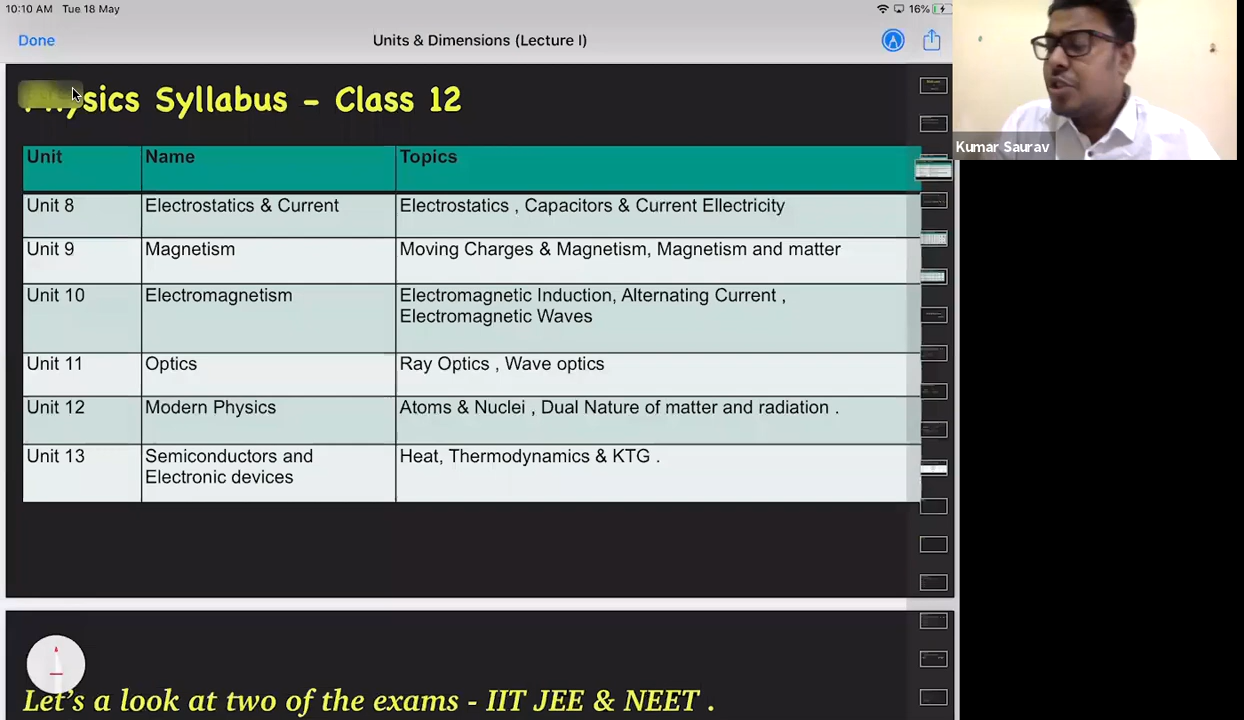 10:10 AM Tue 18 May
16%
Done
Units & Dimensions (Lecture I)
Physics Syllabus - Class 12
Kumar Saurav
Unit Name Topics
Unit 8 Electrostatics & Current Electrostatics , Capacitors & Current Ellectricity
Unit 9 Magnetism Moving Charges & Magnetism, Magnetism and matter
Unit 10 Electromagnetism Electromagnetic Induction, Alternating Current ,
Electromagnetic Waves
Unit 11 Optics Ray Optics , Wave optics
Unit 12 Modern Physics Atoms & Nuclei , Dual Nature of matter and radiation .
Unit 13 Semiconductors and Heat, Thermodynamics & KTG .
Electronic devices
Let's a look at two of the exams - IIT JEE & NEET .